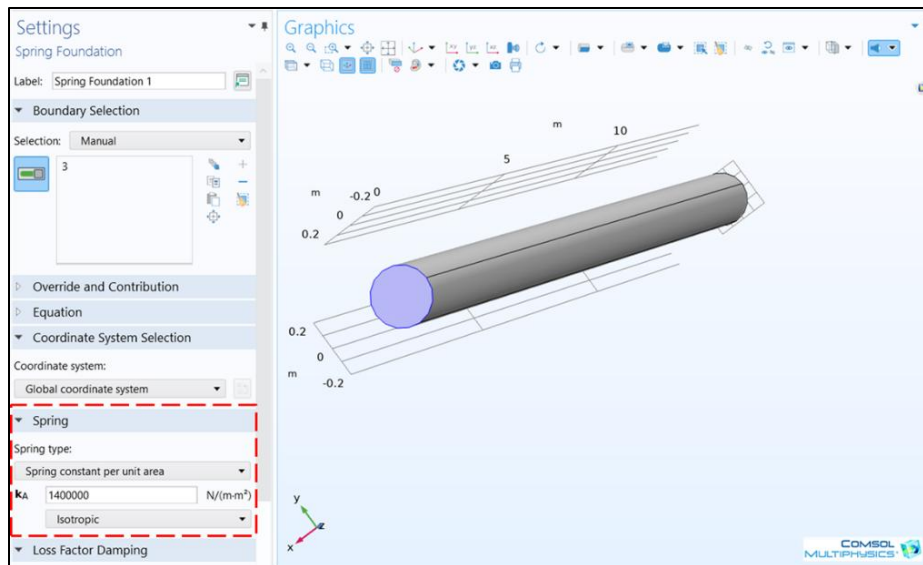 Settings
Spring Foundation
Label: Spring Foundation 1
Boundary Selection
Selection: Manual
3
Override and Contribution
Equation
Coordinate System Selection
Coordinate system:
Global coordinate system
Spring
Spring type:
Spring constant per unit area
kA 1400000 N/(m·m²)
Isotropic
Loss Factor Damping
Graphics
m
10
5
m -0.2 0
0
0.2
0.2
0
m -0.2
y
z
x
COMSOL
MULTIPHYSICS